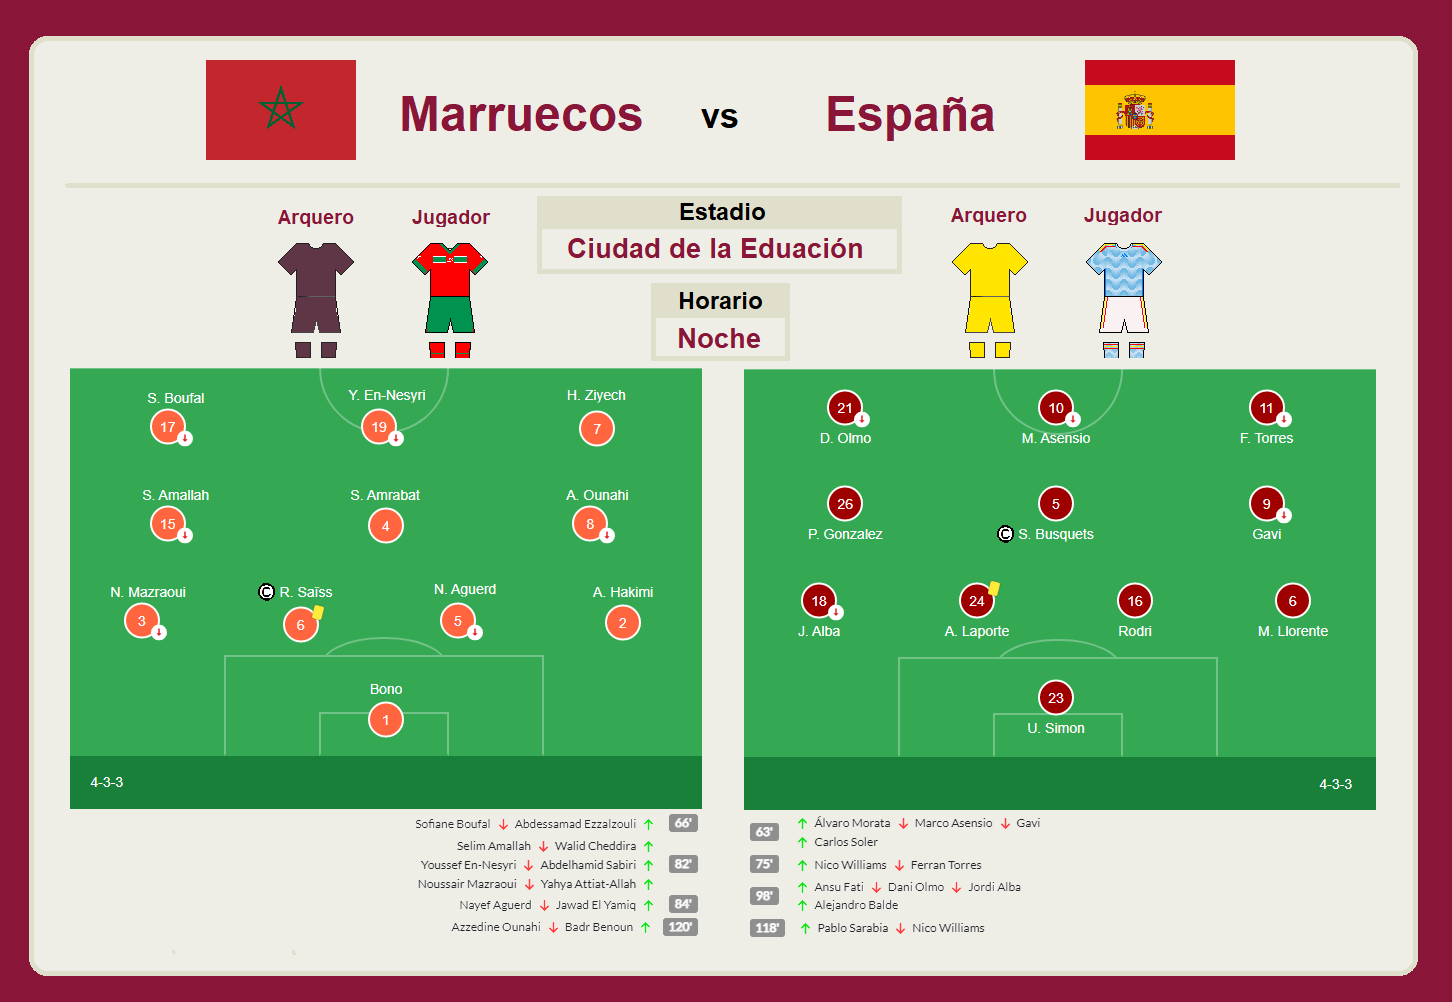 Marruecos vs España
Arquero
Jugador
Estadio
Ciudad de la Eduación
Horario
Noche
Arquero
Jugador
S. Boufal
Y. En-Nesyri
H. Ziyech
17
19
7
S. Amallah
S. Amrabat
A. Ounahi
15
4
8
N. Mazraoui
© R. Saïss
N. Aguerd
A. Hakimi
3
6
5
2
Bono
1
4-3-3
21
10
11
D. Olmo
M. Asensio
F. Torres
26
5
9
P. Gonzalez
© S. Busquets
Gavi
18
24
16
6
J. Alba
A. Laporte
Rodri
M. Llorente
23
U. Simon
4-3-3
Sofiane Boufal ↓ Abdessamad Ezzalzouli ↑ 66'
Selim Amallah ↓ Walid Cheddira ↑
Youssef En-Nesyri ↓ Abdelhamid Sabiri ↑ 82'
Noussair Mazraoui ↓ Yahya Attiat-Allah ↑
Nayef Aguerd ↓ Jawad El Yamiq ↑ 84'
Azzedine Ounahi ↓ Badr Benoun ↑ 120'
63' ↑ Álvaro Morata ↓ Marco Asensio ↓ Gavi
↑ Carlos Soler
75' ↑ Nico Williams ↓ Ferran Torres
98' ↑ Ansu Fati ↓ Dani Olmo ↓ Jordi Alba
↑ Alejandro Balde
118' ↑ Pablo Sarabia ↓ Nico Williams